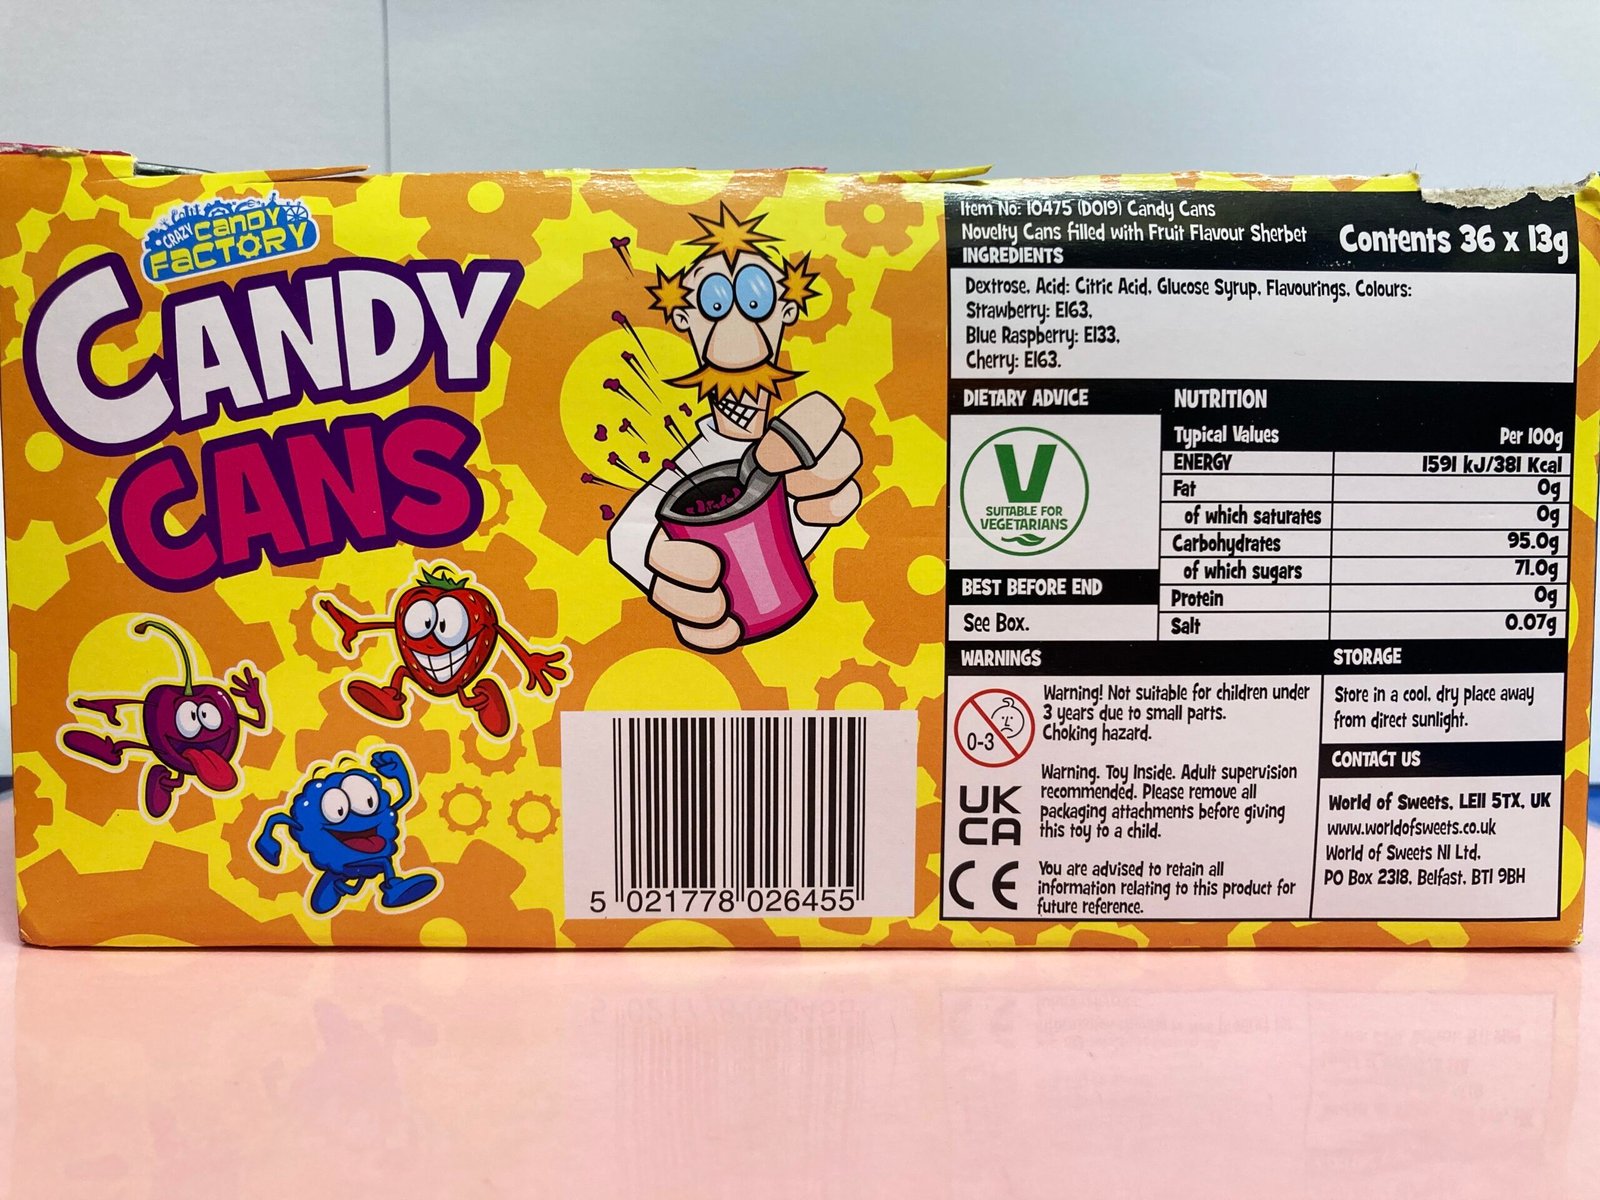 CRAZY CANDY
FACTORY
CANDY
CANS
5 021778 026455
Item No: 10475 (D019) Candy Cans
Novelty Cans filled with Fruit Flavour Sherbet
Contents 36 x 13g
INGREDIENTS
Dextrose, Acid: Citric Acid, Glucose Syrup, Flavourings, Colours:
Strawberry: E163,
Blue Raspberry: E133,
Cherry: E163.
DIETARY ADVICE
V
SUITABLE FOR
VEGETARIANS
BEST BEFORE END
See Box.
NUTRITION
Typical Values Per 100g
ENERGY 1591 kJ/381 Kcal
Fat 0g
of which saturates 0g
Carbohydrates 95.0g
of which sugars 71.0g
Protein 0g
Salt 0.07g
WARNINGS
0-3
Warning! Not suitable for children under
3 years due to small parts.
Choking hazard.
UK
CA
Warning. Toy Inside. Adult supervision
recommended. Please remove all
packaging attachments before giving
this toy to a child.
CE
You are advised to retain all
information relating to this product for
future reference.
STORAGE
Store in a cool, dry place away
from direct sunlight.
CONTACT US
World of Sweets, LE11 5TX, UK
www.worldofsweets.co.uk
World of Sweets NI Ltd,
PO Box 2318, Belfast, BT1 9BH